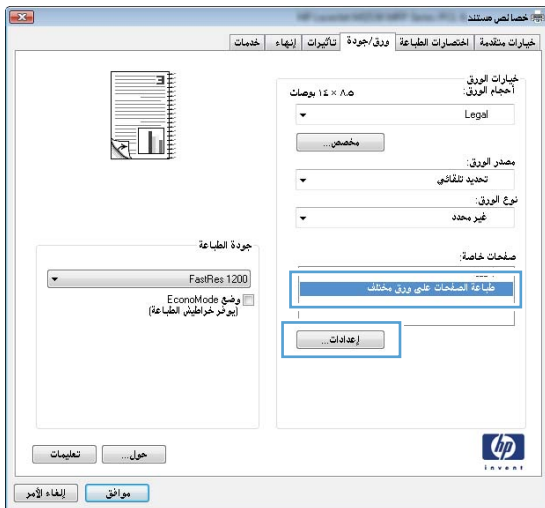 خصائص مستند
خيارات متقدمة
اختصارات الطباعة
ورق/جودة
تأثيرات
إنهاء
خدمات
خيارات الورق
أحجام الورق:
٨.٥ × ١٤ بوصات
Legal
مخصص...
مصدر الورق:
تحديد تلقائي
نوع الورق:
غير محدد
صفحات خاصة:
طباعة الصفحات على ورق مختلف
إعدادات...
جودة الطباعة
FastRes 1200
وضع EconoMode
(يوفر خراطيش الطباعة)
hp
invent
حول...
تعليمات
موافق
إلغاء الأمر